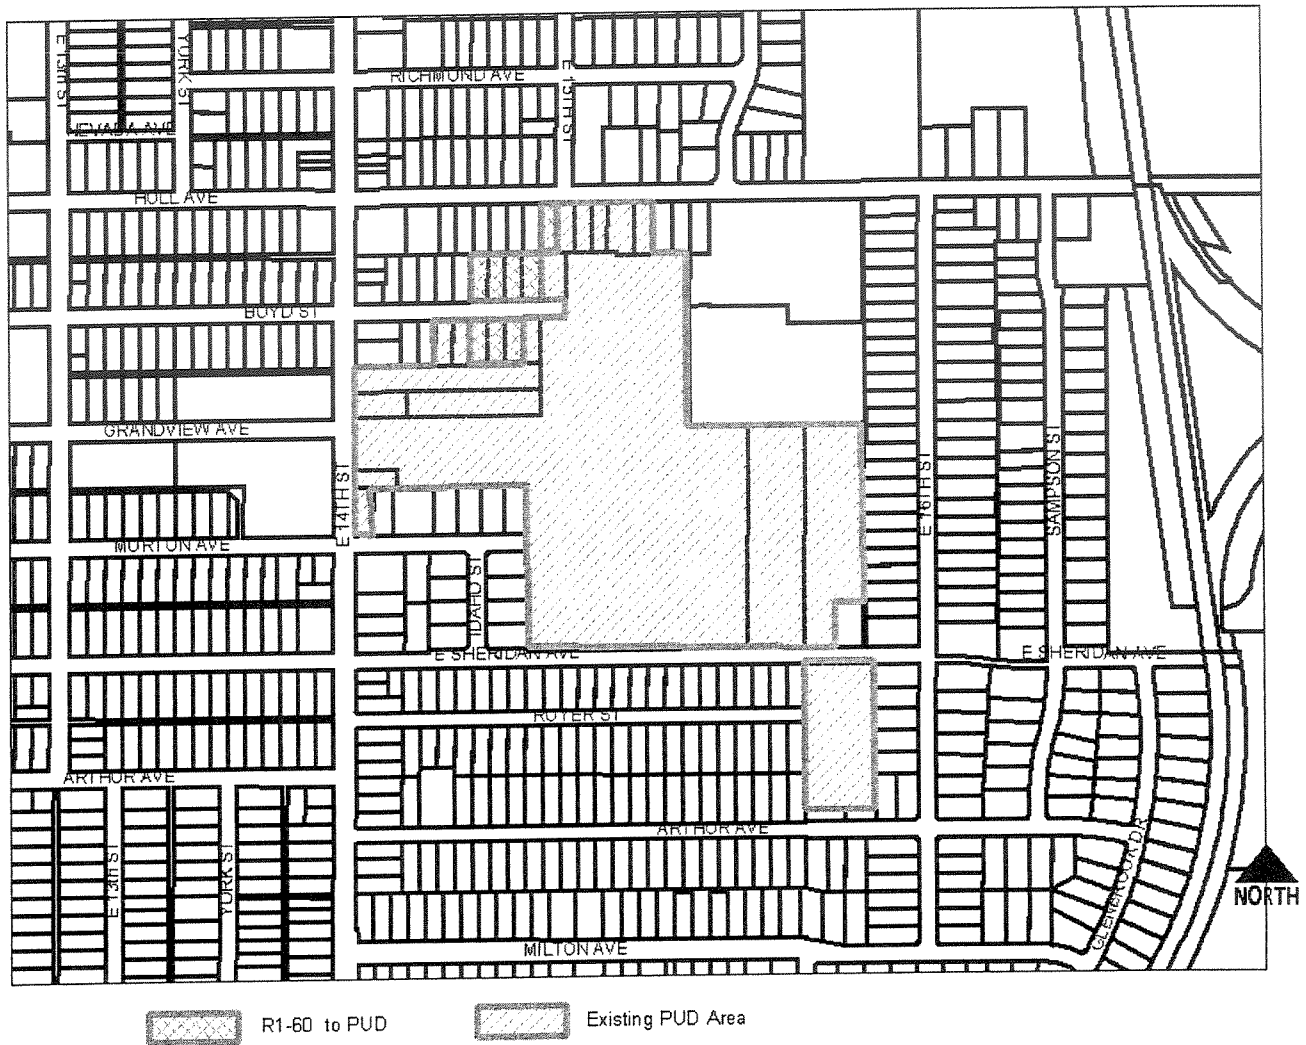 E 13TH ST
YORK ST
RICHMOND AVE
E 15TH ST
NEVADA AVE
HULL AVE
BOYD ST
GRANDVIEW AVE
E 14TH ST
E 16TH ST
SAMPSON ST
MORTON AVE
IDAHO ST
E SHERIDAN AVE
E SHERIDAN AVE
ROYER ST
ARTHUR AVE
ARTHUR AVE
E 13th ST
YORK ST
GLENBROOK DR
NORTH
MILTON AVE
R1-60 to PUD
Existing PUD Area